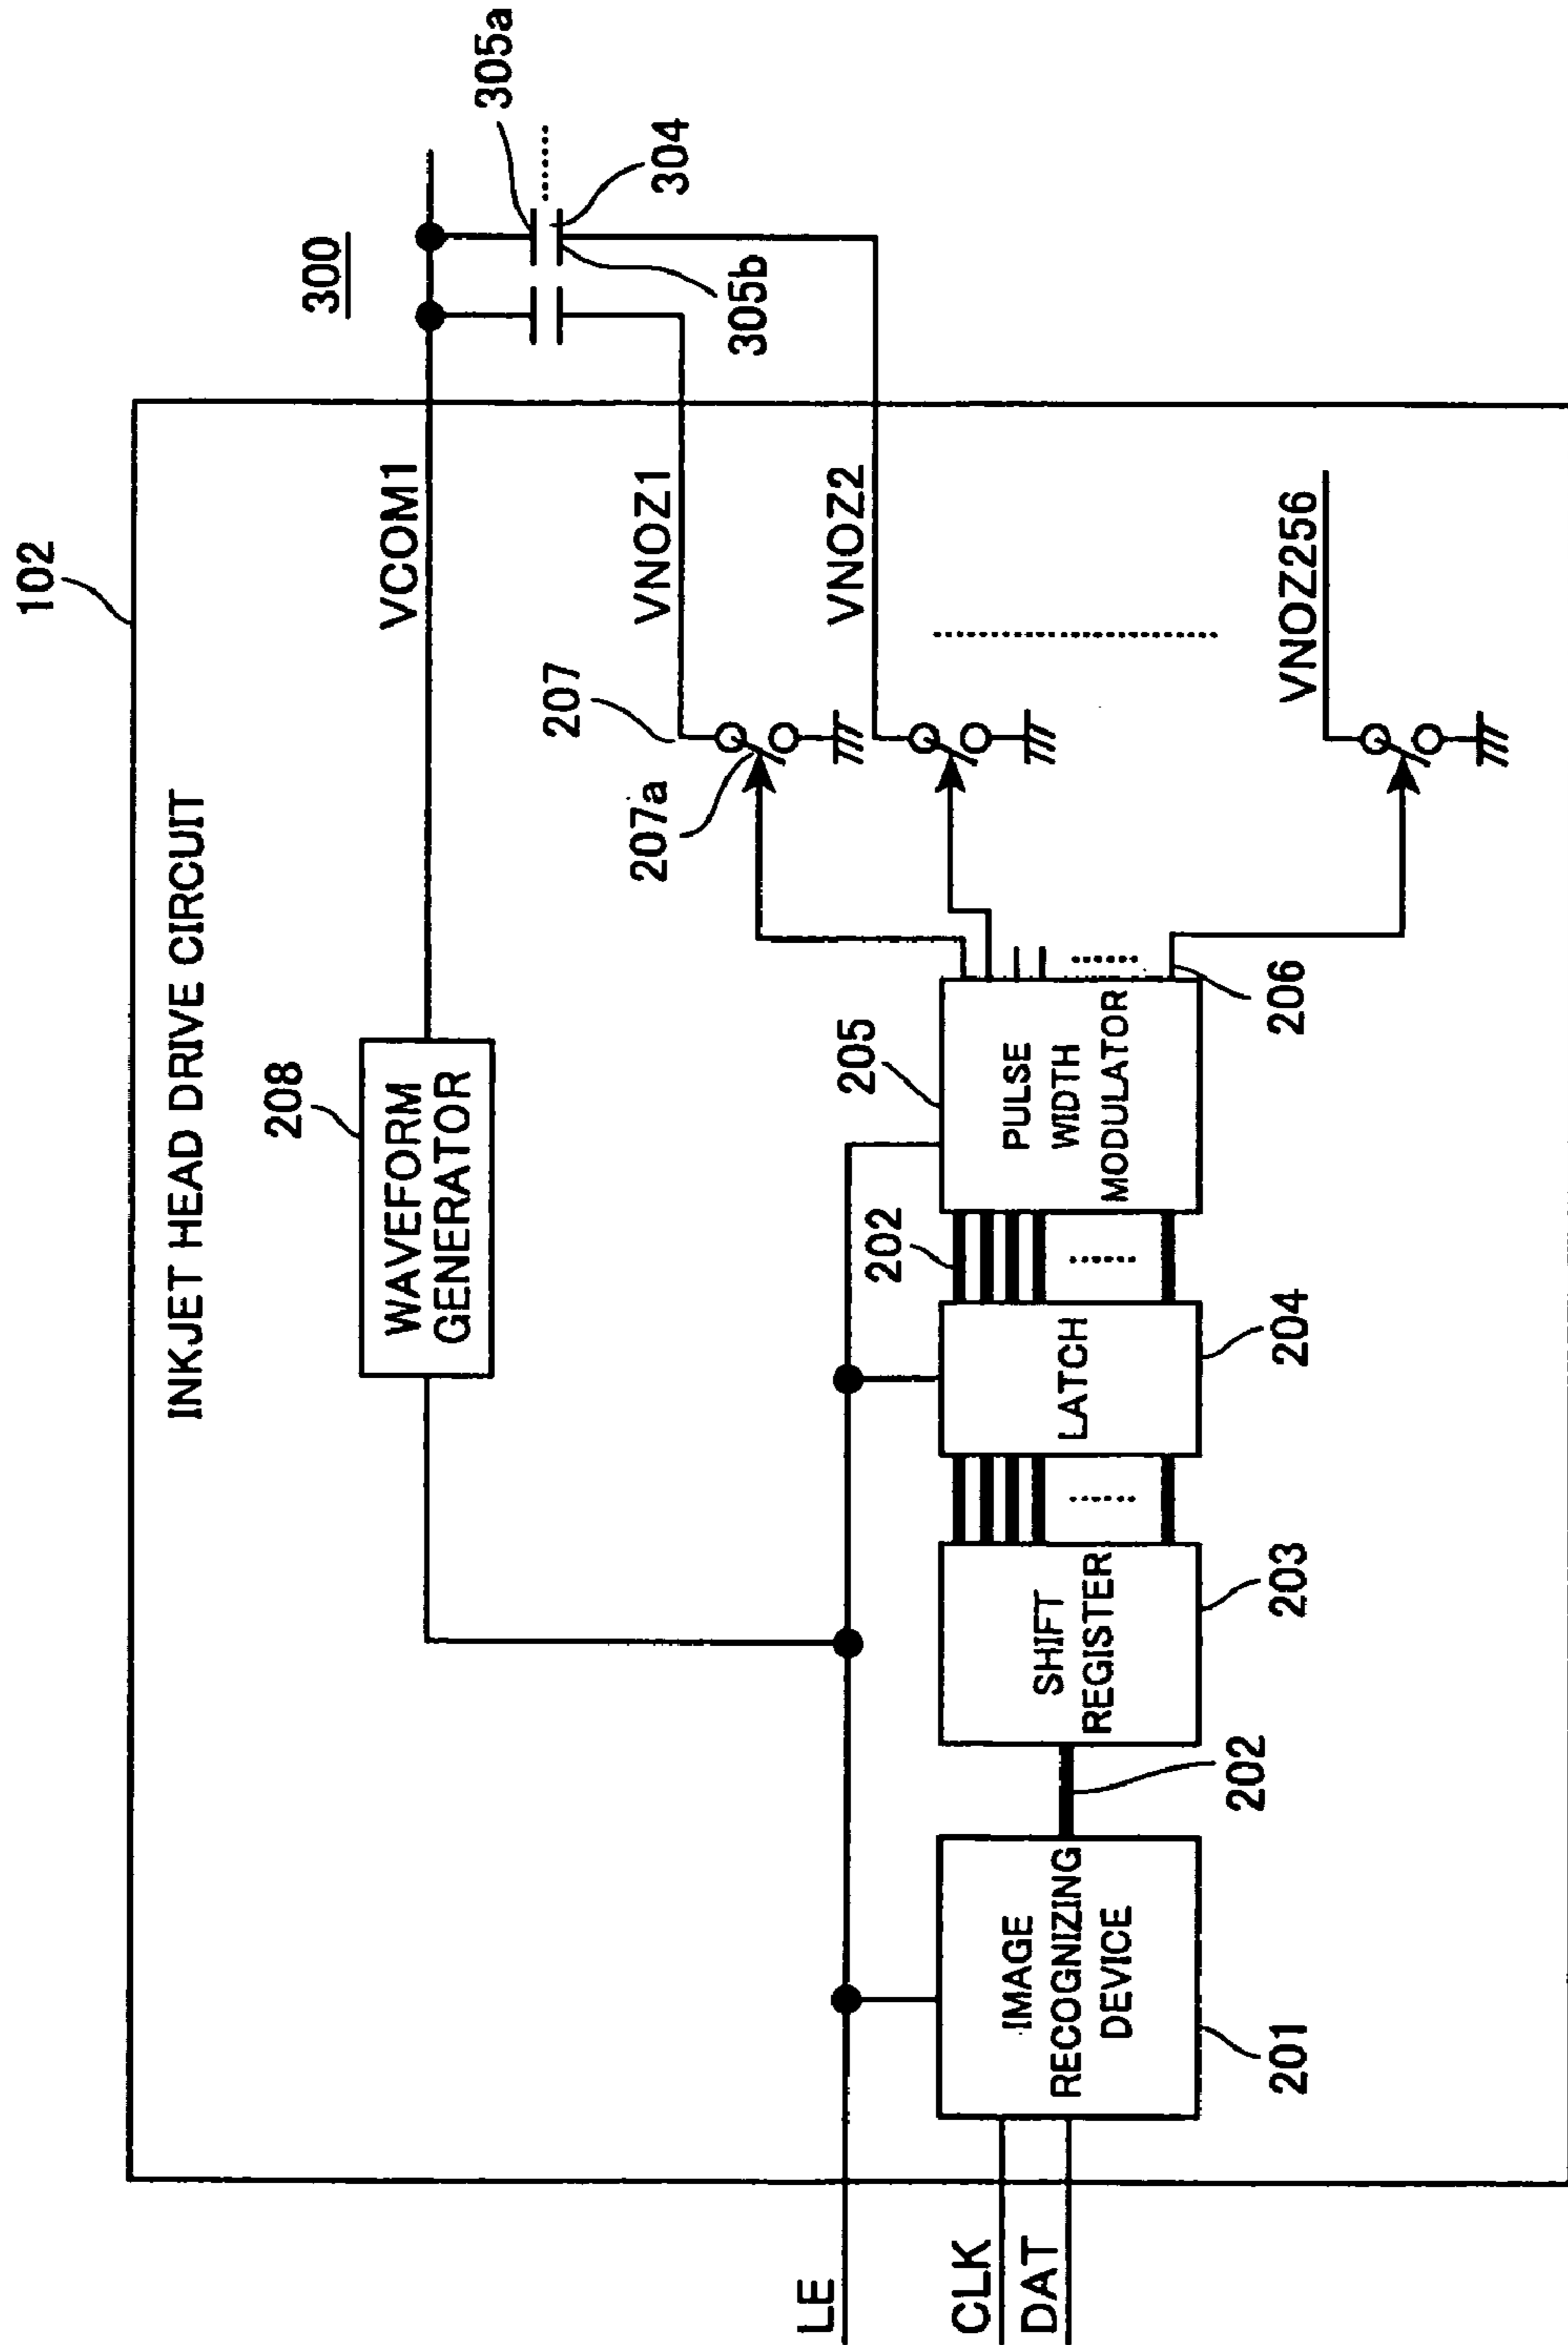 102
INKJET HEAD DRIVE CIRCUIT
300
305a
304
305b
208
WAVEFORM
GENERATOR
VCOM1
207
207a
VNOZ1
VNOZ2
VNOZ256
LE
CLK
DAT
IMAGE
RECOGNIZING
DEVICE
201
202
SHIFT
REGISTER
203
LATCH
204
202
205
PULSE
WIDTH
MODULATOR
206